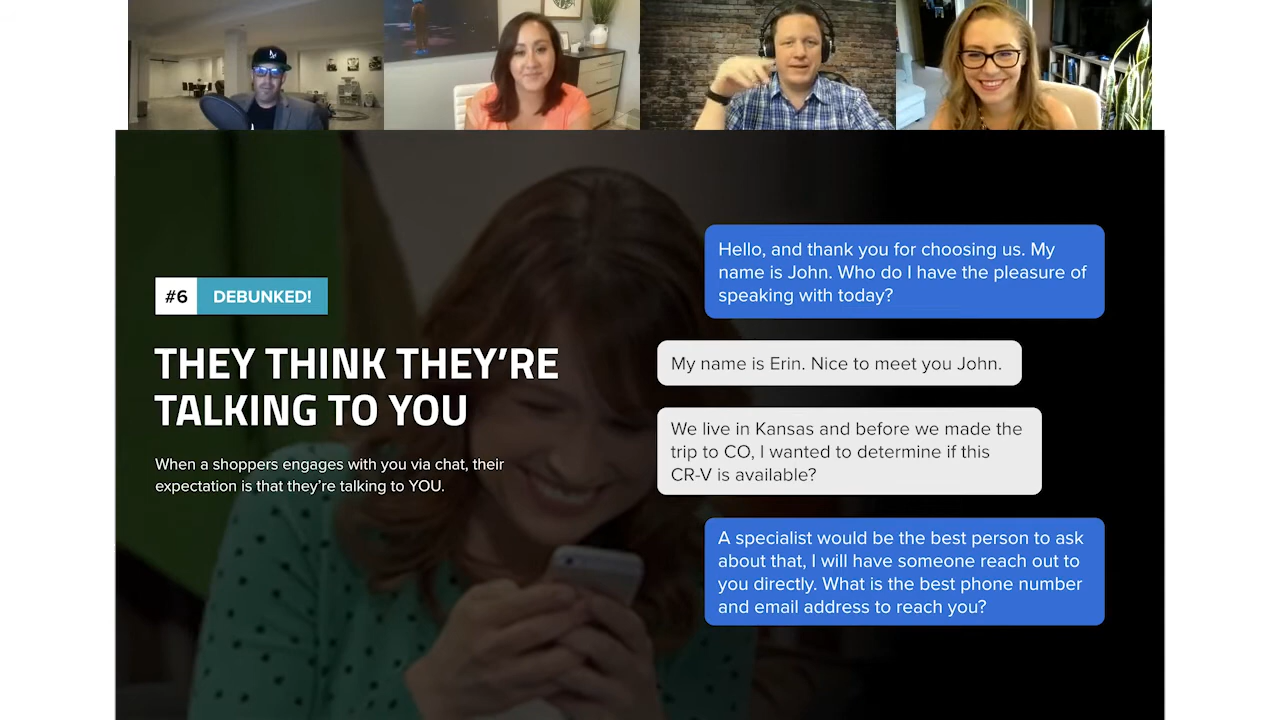 #6 DEBUNKED!
THEY THINK THEY’RE
TALKING TO YOU
When a shoppers engages with you via chat, their
expectation is that they’re talking to YOU.
Hello, and thank you for choosing us. My
name is John. Who do I have the pleasure of
speaking with today?
My name is Erin. Nice to meet you John.
We live in Kansas and before we made the
trip to CO, I wanted to determine if this
CR-V is available?
A specialist would be the best person to ask
about that, I will have someone reach out to
you directly. What is the best phone number
and email address to reach you?